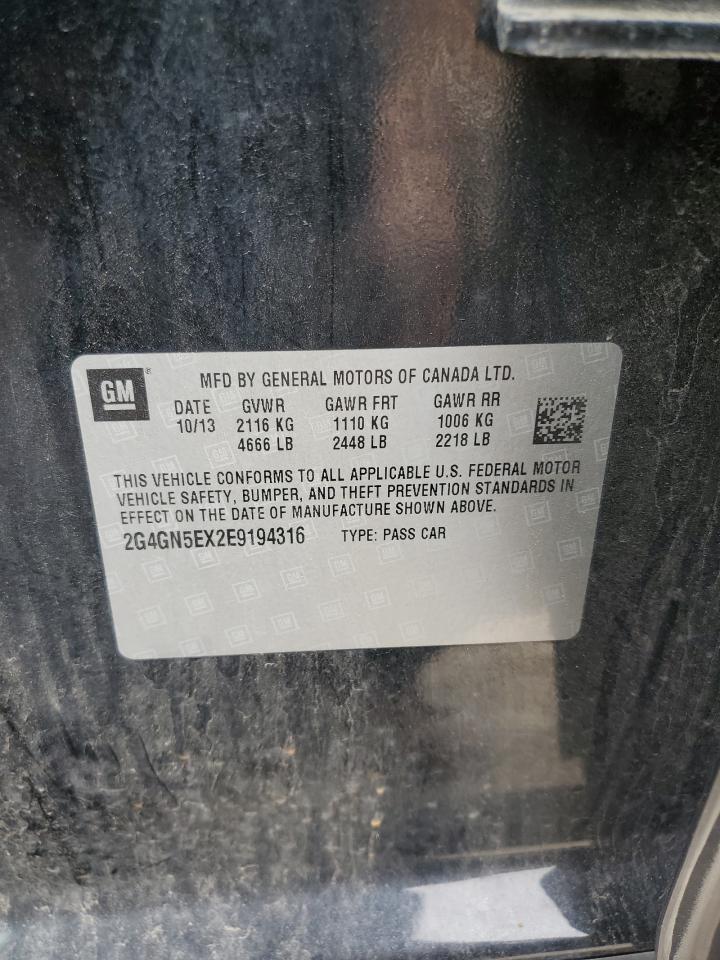 GM
MFD BY GENERAL MOTORS OF CANADA LTD.
DATE GVWR GAWR FRT GAWR RR
10/13 2116 KG 1110 KG 1006 KG
4666 LB 2448 LB 2218 LB
THIS VEHICLE CONFORMS TO ALL APPLICABLE U.S. FEDERAL MOTOR
VEHICLE SAFETY, BUMPER, AND THEFT PREVENTION STANDARDS IN
EFFECT ON THE DATE OF MANUFACTURE SHOWN ABOVE.
2G4GN5EX2E9194316 TYPE: PASS CAR